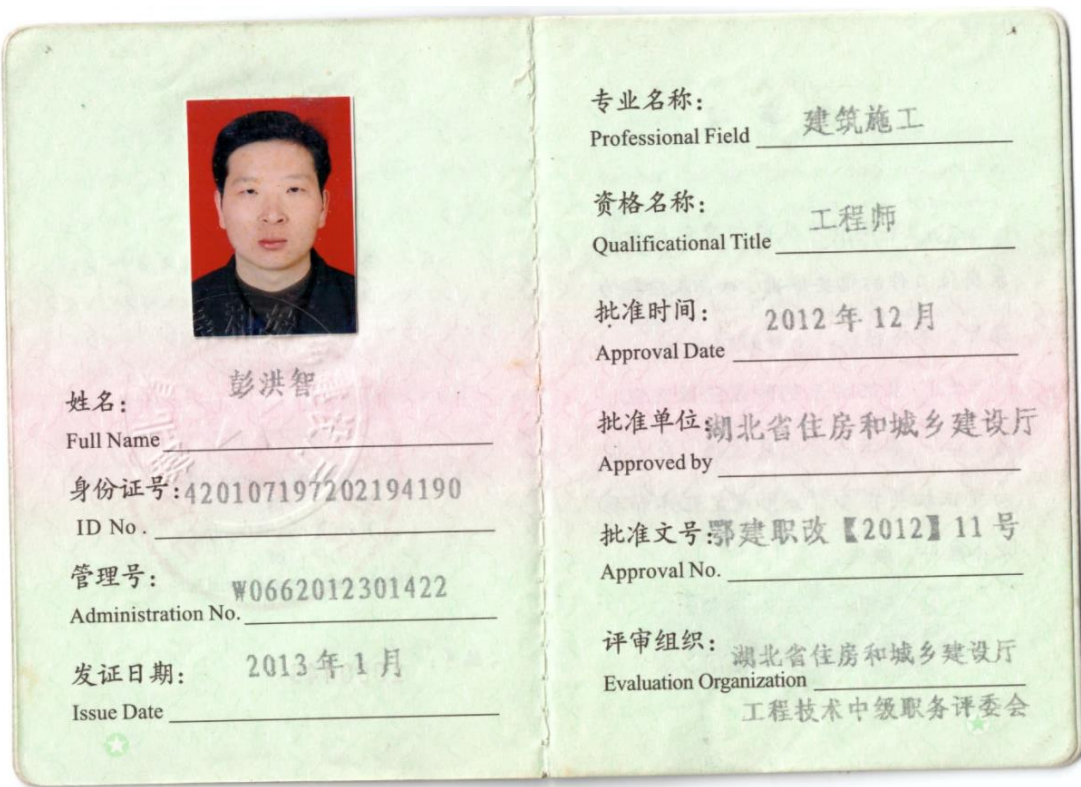 姓名：彭洪智
Full Name
身份证号：420107197202194190
ID No.
管理号：W0662012301422
Administration No.
发证日期：2013年1月
Issue Date
专业名称：建筑施工
Professional Field
资格名称：工程师
Qualificational Title
批准时间：2012年12月
Approval Date
批准单位：湖北省住房和城乡建设厅
Approved by
批准文号：鄂建职改【2012】11号
Approval No.
评审组织：湖北省住房和城乡建设厅
Evaluation Organization
工程技术中级职务评委会